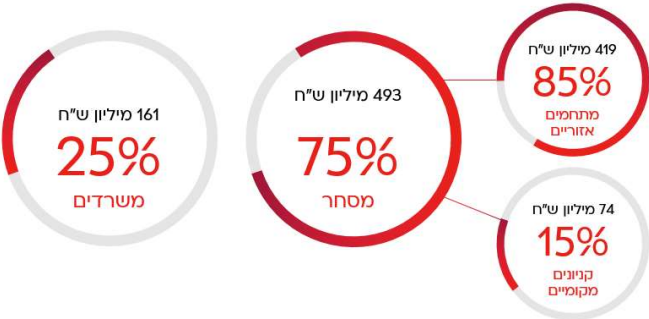 161 מיליון ש"ח
25%
משרדים
493 מיליון ש"ח
75%
מסחר
419 מיליון ש"ח
85%
מתחמים
אזוריים
74 מיליון ש"ח
15%
קניונים
מקומיים